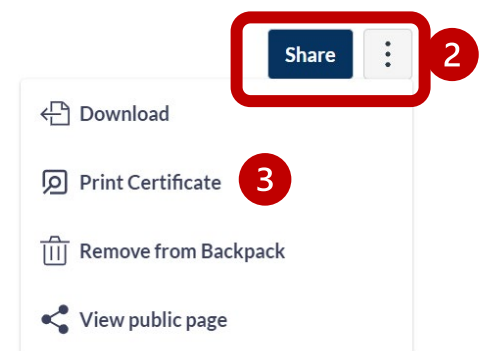 Share
2
Download
Print Certificate 3
Remove from Backpack
View public page